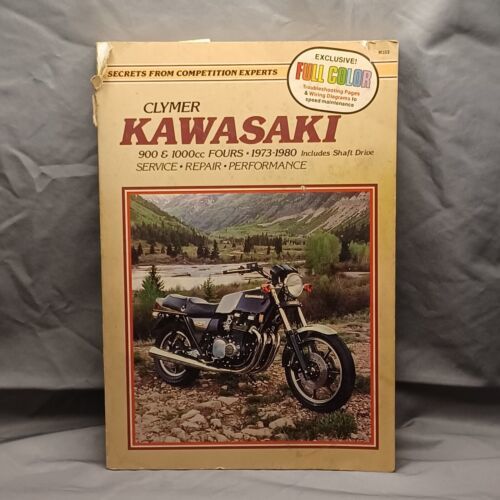 M359
SECRETS FROM COMPETITION EXPERTS
EXCLUSIVE!
FULL COLOR
Troubleshooting Pages
& Wiring Diagrams to
speed maintenance
CLYMER
KAWASAKI
900 & 1000cc FOURS • 1973-1980 Includes Shaft Drive
SERVICE • REPAIR • PERFORMANCE